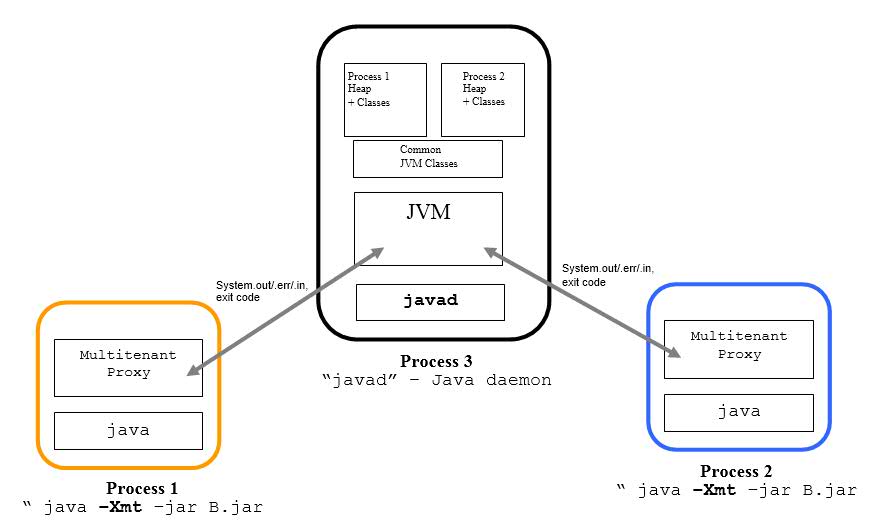 Process 1
Heap
+ Classes
Process 2
Heap
+ Classes
Common
JVM Classes
JVM
System.out/.err/.in,
exit code
System.out/.err/.in,
exit code
javad
Multitenant
Proxy
java
Multitenant
Proxy
java
Process 3
“javad” – Java daemon
Process 1
“ java –Xmt –jar B.jar
Process 2
“ java –Xmt –jar B.jar